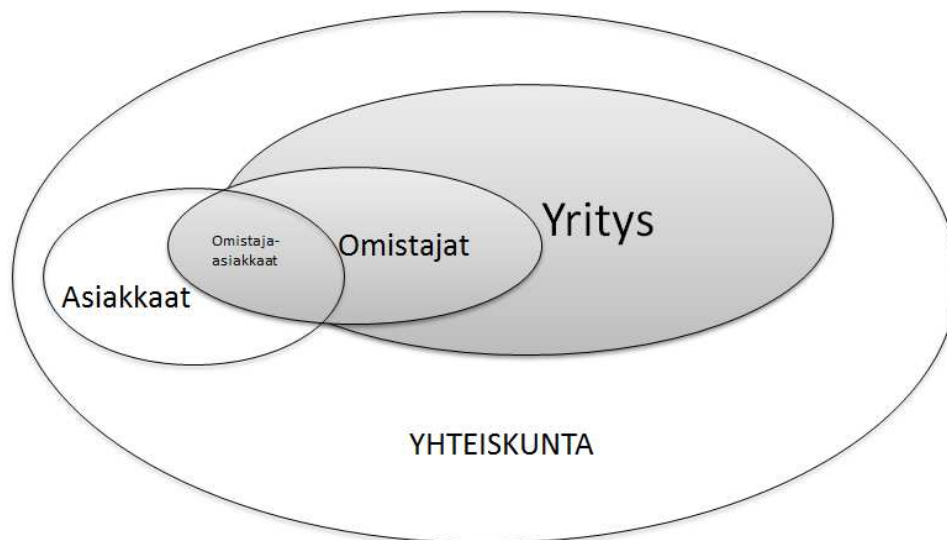 Yritys
Omistaja-
asiakkaat
Omistajat
Asiakkaat
YHTEISKUNTA